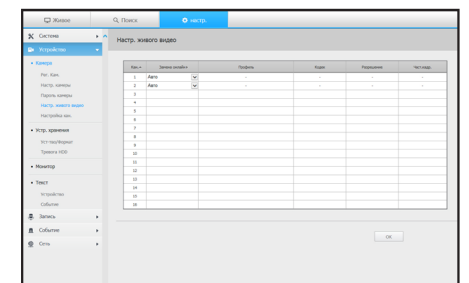 Живое
Поиск
настр.
Система
Устройство
• Камера
Рег. Кам.
Настр. камеры
Пароль камеры
Настр. живого видео
Настройка кан.
• Устр. хранения
Уст-тво/Формат
Тревога HDD
• Монитор
• Текст
Устройство
Событие
Запись
Событие
Сеть
Настр. живого видео
Кан. Запись онлайн Профиль Кодек Разрешение Част.кадр.
1 Авто - - - -
2 Авто - - - -
3
4
5
6
7
8
9
10
11
12
13
14
15
16
OK